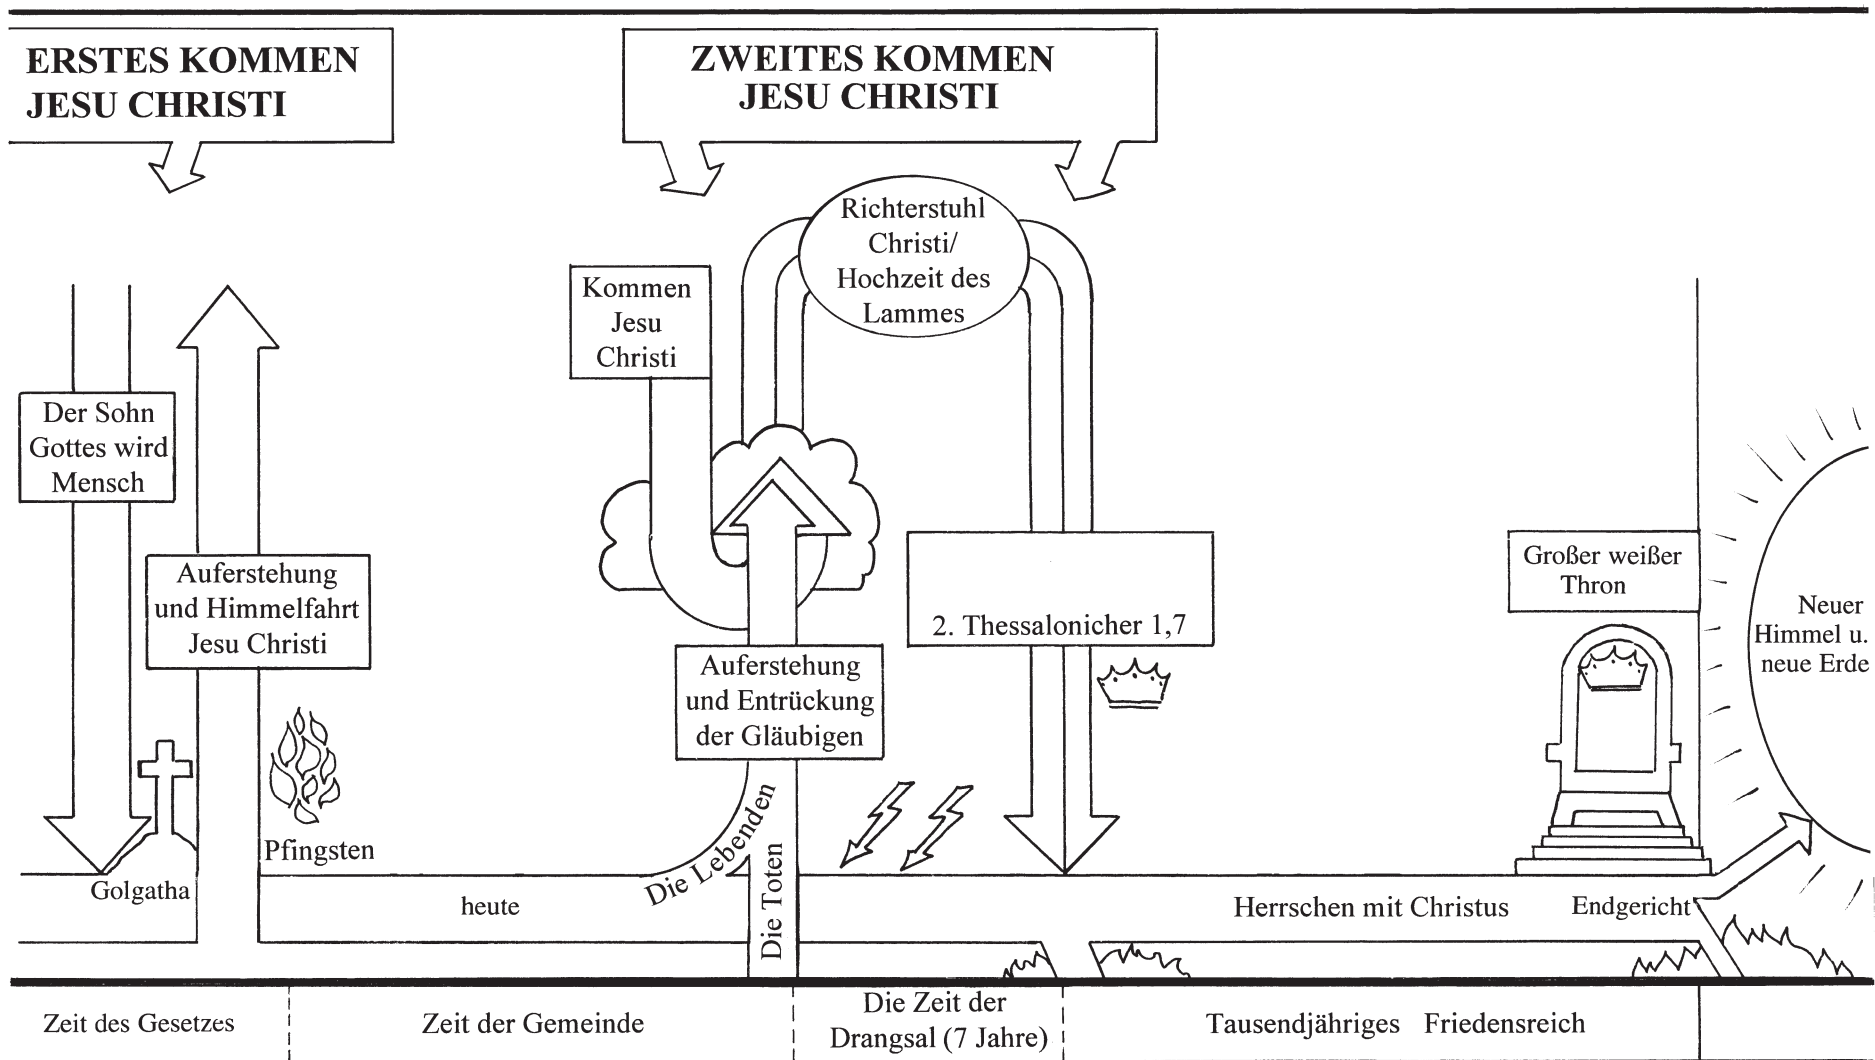 ERSTES KOMMEN
JESU CHRISTI
ZWEITES KOMMEN
JESU CHRISTI
Richterstuhl
Christi/
Hochzeit des
Lammes
Kommen
Jesu
Christi
Der Sohn
Gottes wird
Mensch
Auferstehung
und Himmelfahrt
Jesu Christi
2. Thessalonicher 1,7
Großer weißer
Thron
Neuer
Himmel u.
neue Erde
Auferstehung
und Entrückung
der Gläubigen
Pfingsten
Golgatha
heute
Die Lebenden
Die Toten
Herrschen mit Christus
Endgericht
Zeit des Gesetzes
Zeit der Gemeinde
Die Zeit der
Drangsal (7 Jahre)
Tausendjähriges Friedensreich